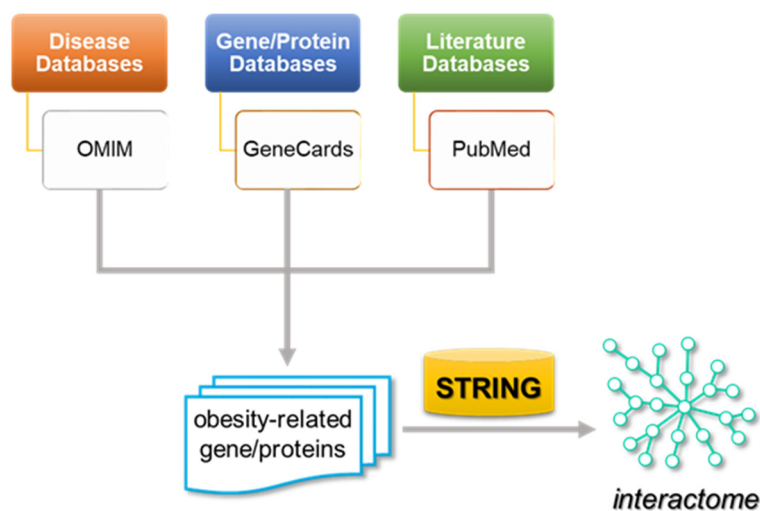 Disease
Databases
Gene/Protein
Databases
Literature
Databases
OMIM
GeneCards
PubMed
STRING
obesity-related
gene/proteins
interactome